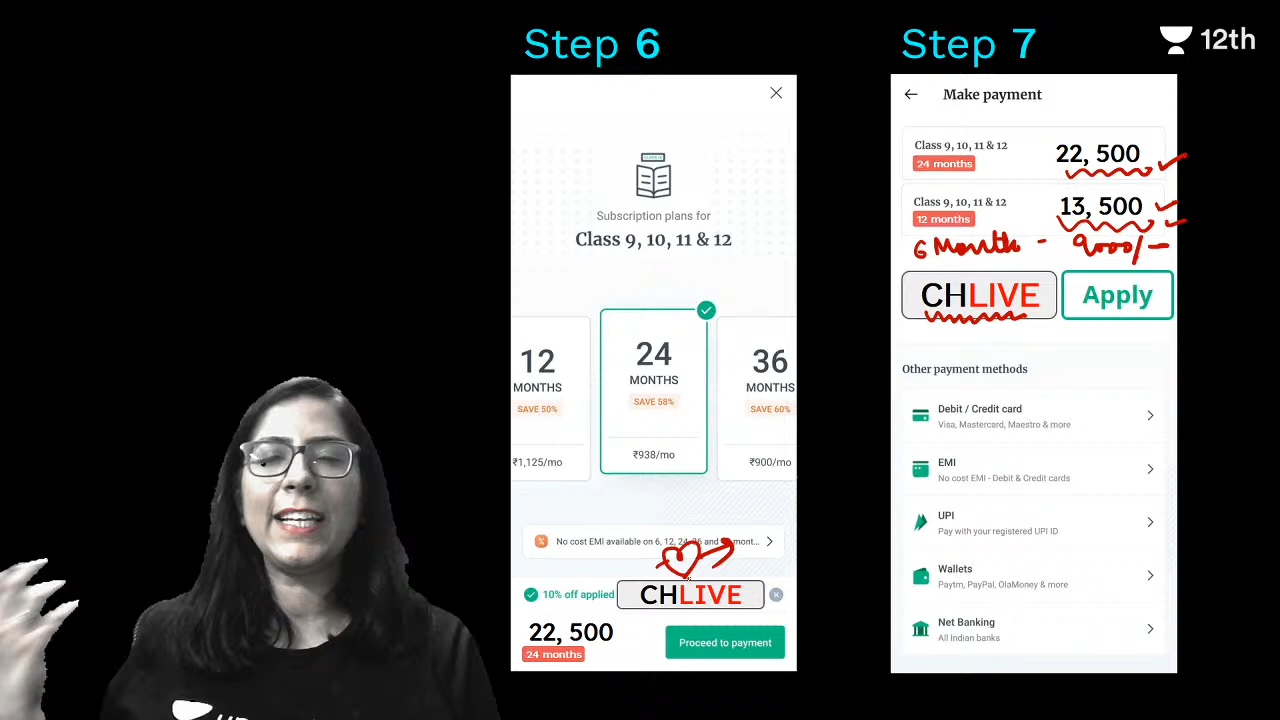 Step 6
Subscription plans for
Class 9, 10, 11 & 12
12
MONTHS
SAVE 50%
₹1,125/mo
24
MONTHS
SAVE 58%
₹938/mo
36
MONTHS
SAVE 60%
₹900/mo
No cost EMI available on 6, 12, 24, 36 and mont...
10% off applied
CHLIVE
22, 500
24 months
Proceed to payment
Step 7
12th
Make payment
Class 9, 10, 11 & 12
24 months
22, 500
Class 9, 10, 11 & 12
12 months
13, 500
6 Month - 9000/-
CHLIVE
Apply
Other payment methods
Debit / Credit card
Visa, Mastercard, Maestro & more
EMI
No cost EMI - Debit & Credit cards
UPI
Pay with your registered UPI ID
Wallets
Paytm, PayPal, OlaMoney & more
Net Banking
All Indian banks